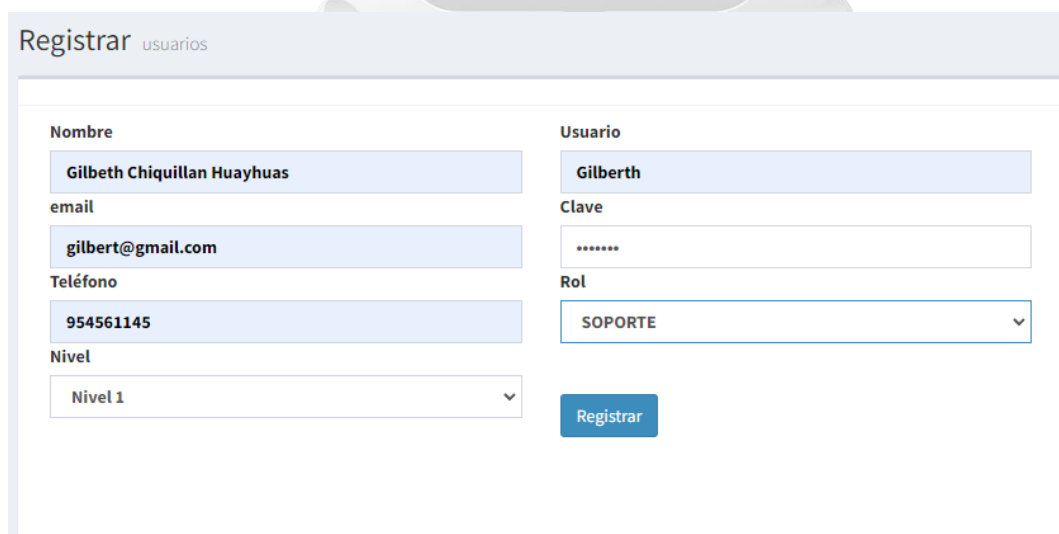 Registrar usuarios
Nombre
Usuario
Gilbeth Chiquillan Huayhuas
Gilberth
email
Clave
gilbert@gmail.com
•••••••
Teléfono
Rol
954561145
SOPORTE
Nivel
Nivel 1
Registrar